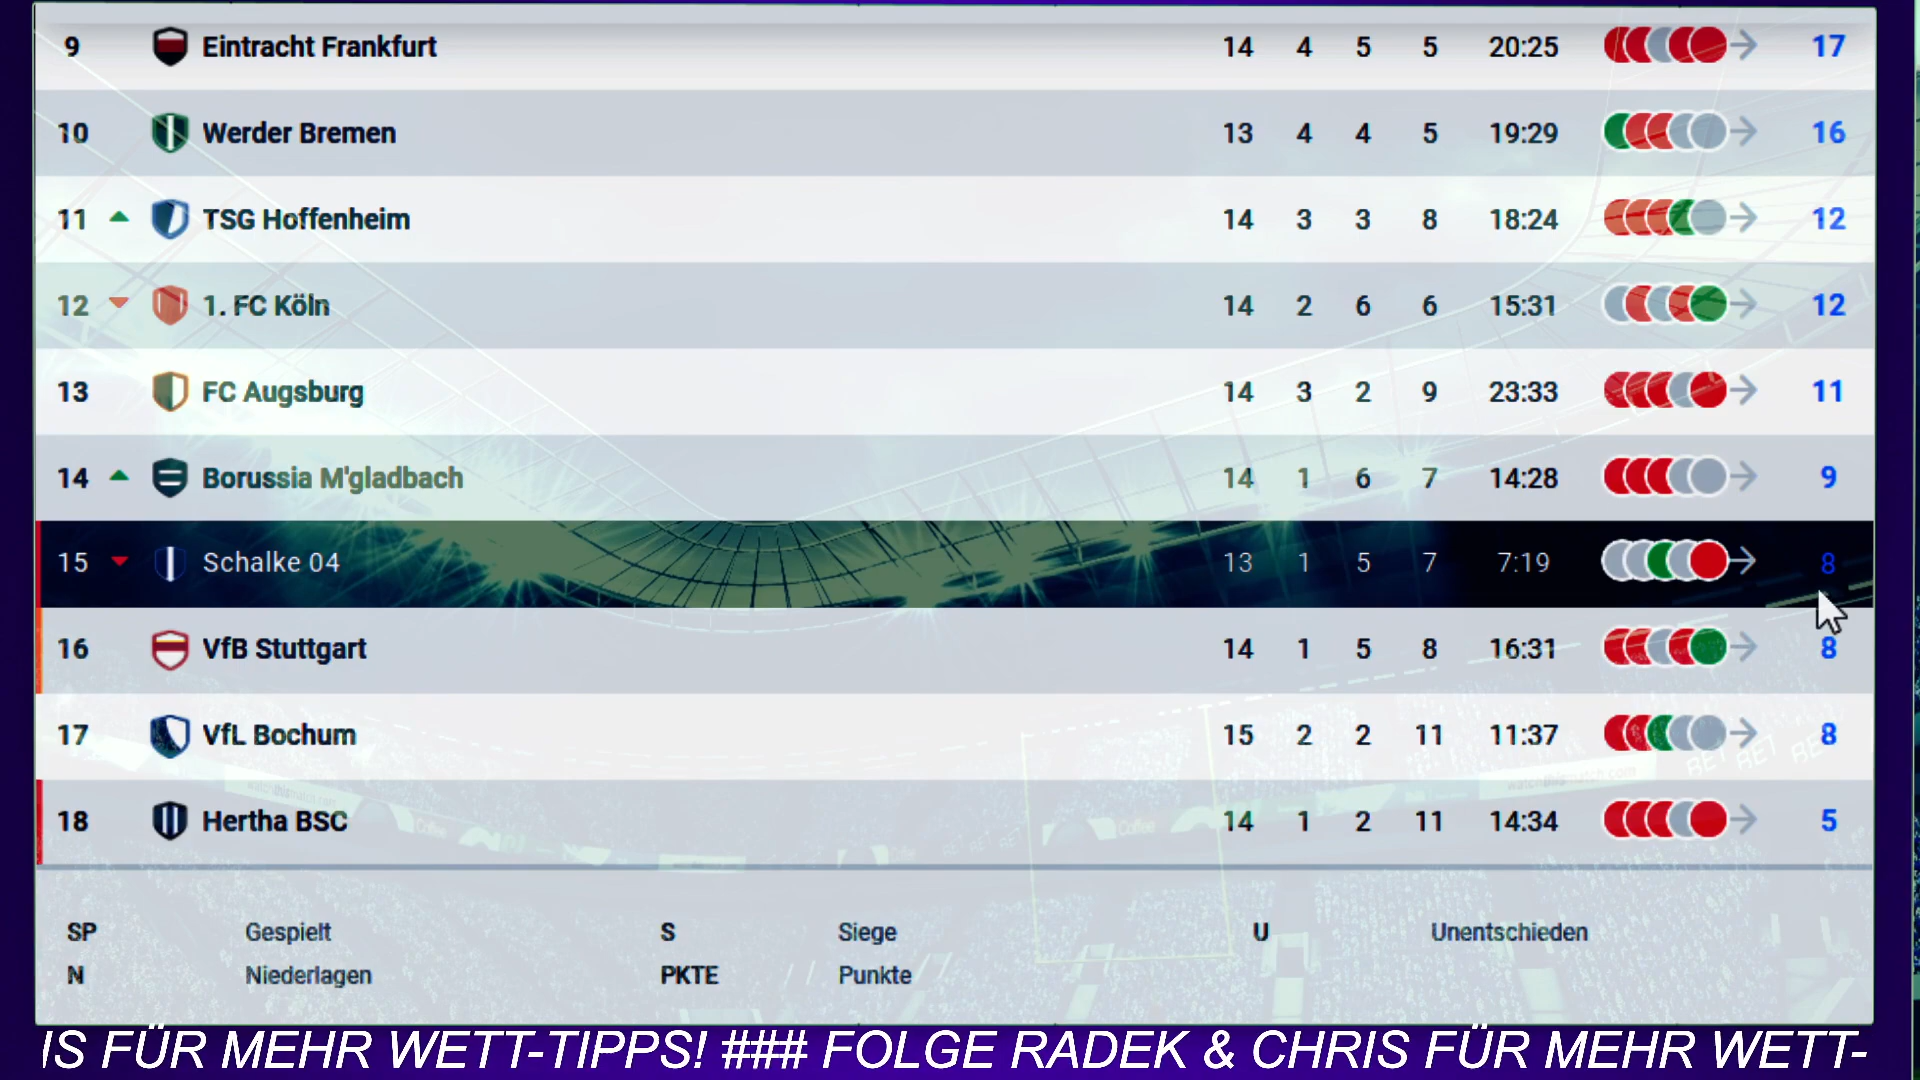 9 Eintracht Frankfurt 14 4 5 5 20:25 17
10 Werder Bremen 13 4 4 5 19:29 16
11 TSG Hoffenheim 14 3 3 8 18:24 12
12 1. FC Köln 14 2 6 6 15:31 12
13 FC Augsburg 14 3 2 9 23:33 11
14 Borussia M'gladbach 14 1 6 7 14:28 9
15 Schalke 04 13 1 5 7 7:19 8
16 VfB Stuttgart 14 1 5 8 16:31 8
17 VfL Bochum 15 2 2 11 11:37 8
18 Hertha BSC 14 1 2 11 14:34 5
SP Gespielt S Siege U Unentschieden
N Niederlagen PKTE Punkte
IS FÜR MEHR WETT-TIPPS! ### FOLGE RADEK & CHRIS FÜR MEHR WETT-